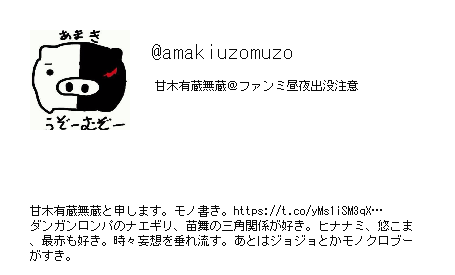 あまき
うぞーむぞー
@amakiuzomuzo
甘木有蔵無蔵@ファンミ昼夜出没注意
甘木有蔵無蔵と申します。モノ書き。https://t.co/yMs1iSM3qX…
ダンガンロンパのナエギリ、苗舞の三角関係が好き。ヒナナミ、悠こま
、最赤も好き。時々妄想を垂れ流す。あとはジョジョとかモノクロブー
がすき。